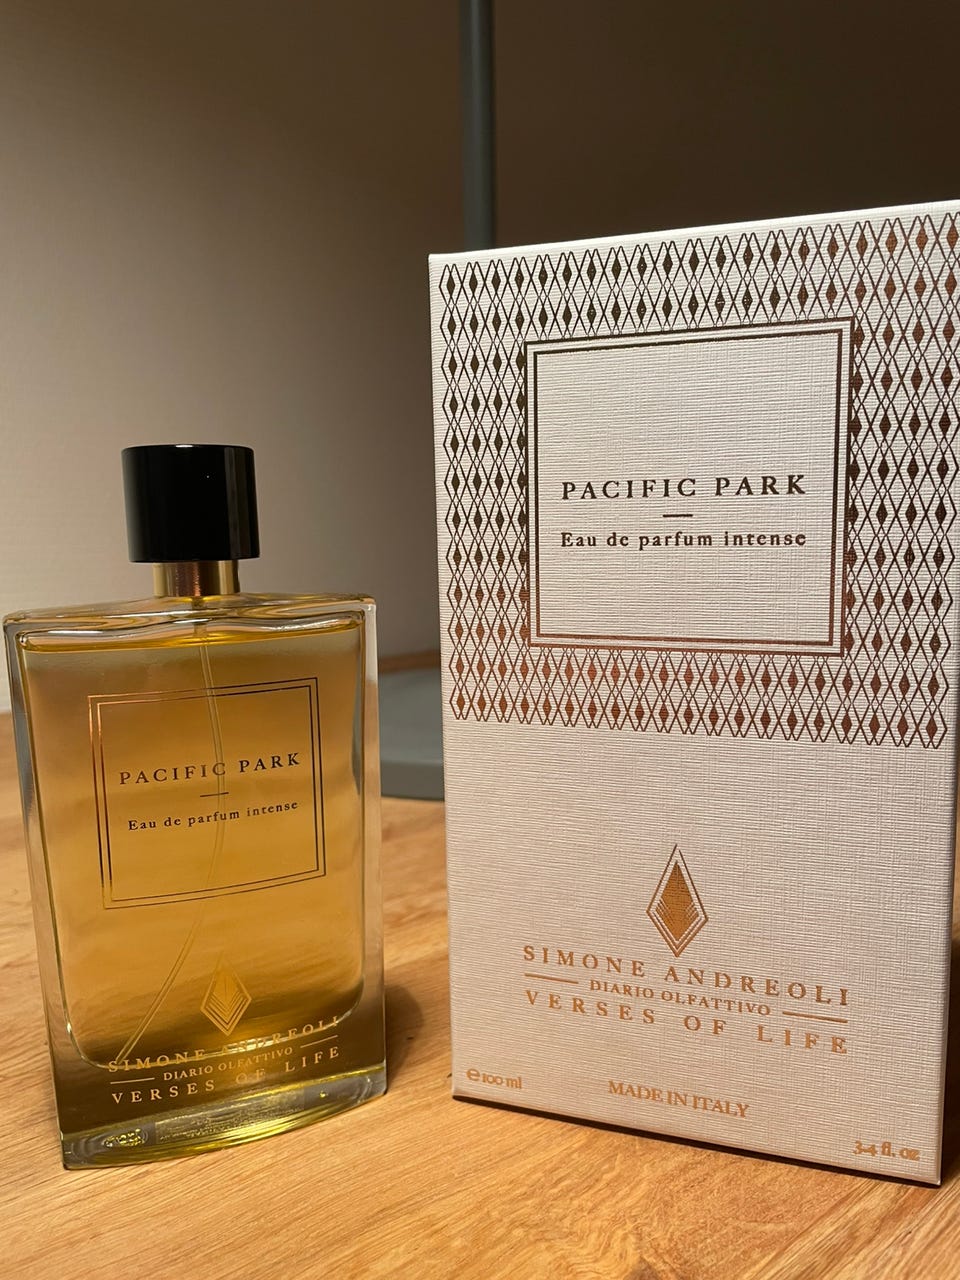 PACIFIC PARK
Eau de parfum intense
SIMONE ANDREOLI
DIARIO OLFATTIVO
VERSES OF LIFE
PACIFIC PARK
Eau de parfum intense
SIMONE ANDREOLI
DIARIO OLFATTIVO
VERSES OF LIFE
e 100 ml
MADE IN ITALY
3.4 fl. oz